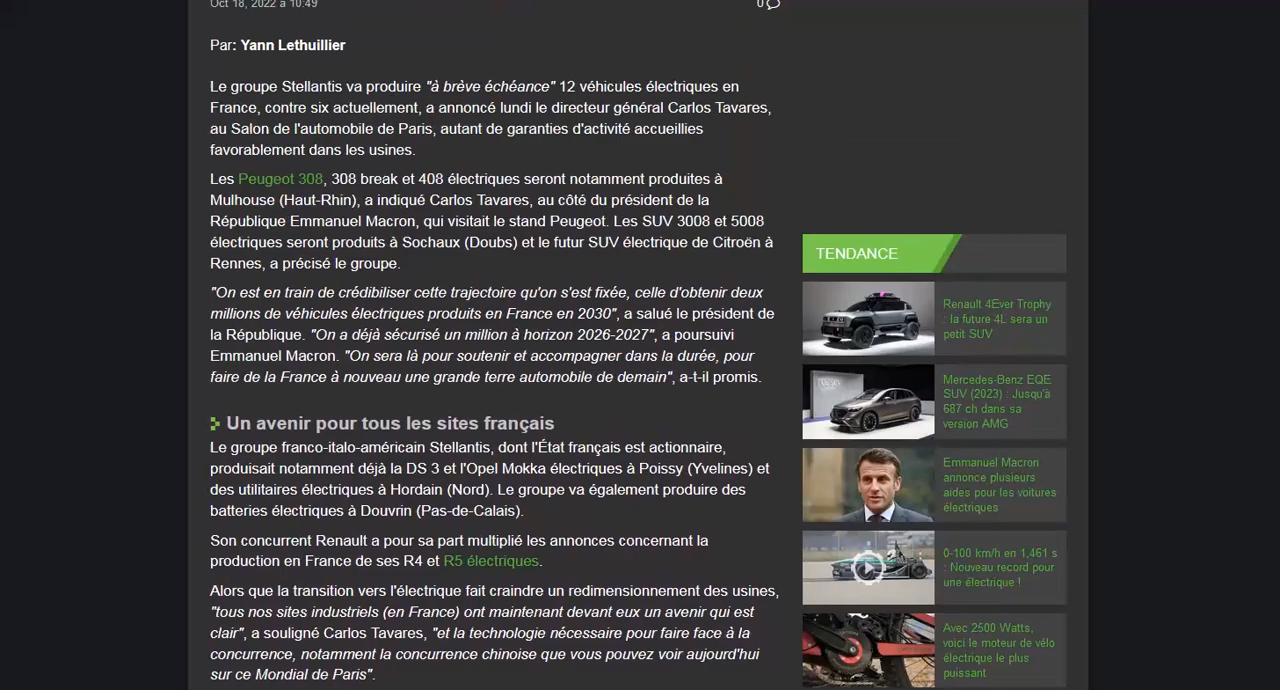 Oct 18, 2022 à 10:49
0
Par: Yann Lethuillier
Le groupe Stellantis va produire "à brève échéance" 12 véhicules électriques en
France, contre six actuellement, a annoncé lundi le directeur général Carlos Tavares,
au Salon de l'automobile de Paris, autant de garanties d'activité accueillies
favorablement dans les usines.
Les Peugeot 308, 308 break et 408 électriques seront notamment produites à
Mulhouse (Haut-Rhin), a indiqué Carlos Tavares, au côté du président de la
République Emmanuel Macron, qui visitait le stand Peugeot. Les SUV 3008 et 5008
électriques seront produits à Sochaux (Doubs) et le futur SUV électrique de Citroën à
Rennes, a précisé le groupe.
"On est en train de crédibiliser cette trajectoire qu'on s'est fixée, celle d'obtenir deux
millions de véhicules électriques produits en France en 2030", a salué le président de
la République. "On a déjà sécurisé un million à horizon 2026-2027", a poursuivi
Emmanuel Macron. "On sera là pour soutenir et accompagner dans la durée, pour
faire de la France à nouveau une grande terre automobile de demain", a-t-il promis.
Un avenir pour tous les sites français
Le groupe franco-italo-américain Stellantis, dont l'État français est actionnaire,
produisait notamment déjà la DS 3 et l'Opel Mokka électriques à Poissy (Yvelines) et
des utilitaires électriques à Hordain (Nord). Le groupe va également produire des
batteries électriques à Douvrin (Pas-de-Calais).
Son concurrent Renault a pour sa part multiplié les annonces concernant la
production en France de ses R4 et R5 électriques.
Alors que la transition vers l'électrique fait craindre un redimensionnement des usines,
"tous nos sites industriels (en France) ont maintenant devant eux un avenir qui est
clair", a souligné Carlos Tavares, "et la technologie nécessaire pour faire face à la
concurrence, notamment la concurrence chinoise que vous pouvez voir aujourd'hui
sur ce Mondial de Paris".
TENDANCE
Renault 4Ever Trophy
: la future 4L sera un
petit SUV
Mercedes-Benz EQE
SUV (2023) : Jusqu'à
687 ch dans sa
version AMG
Emmanuel Macron
annonce plusieurs
aides pour les voitures
électriques
0-100 km/h en 1,461 s
: Nouveau record pour
une électrique !
Avec 2500 Watts,
voici le moteur de vélo
électrique le plus
puissant